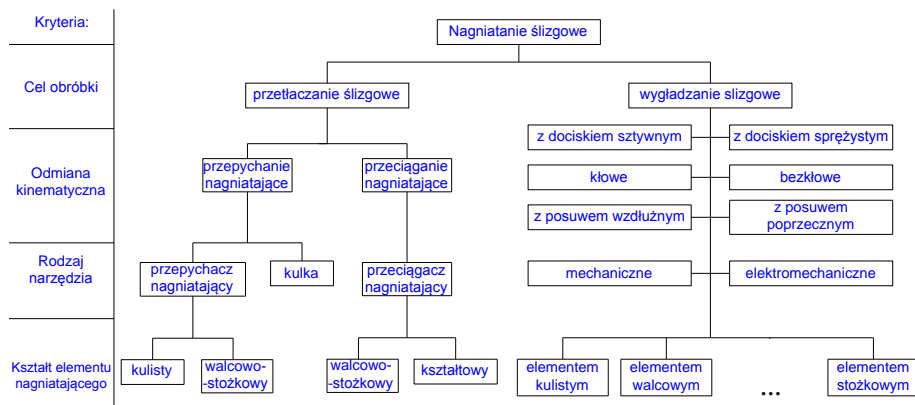 Kryteria:
Nagniatanie ślizgowe
Cel obróbki
przetłaczanie ślizgowe
wygładzanie slizgowe
z dociskiem sztywnym
z dociskiem sprężystym
Odmiana
kinematyczna
przepychanie
nagniatające
przeciąganie
nagniatające
kłowe
bezkłowe
z posuwem wzdłużnym
z posuwem
poprzecznym
Rodzaj
narzędzia
przepychacz
nagniatający
kulka
przeciągacz
nagniatający
mechaniczne
elektromechaniczne
Kształt elementu
nagniatającego
kulisty
walcowo-
-stożkowy
walcowo-
-stożkowy
kształtowy
elementem
kulistym
elementem
walcowym
...
elementem
stożkowym